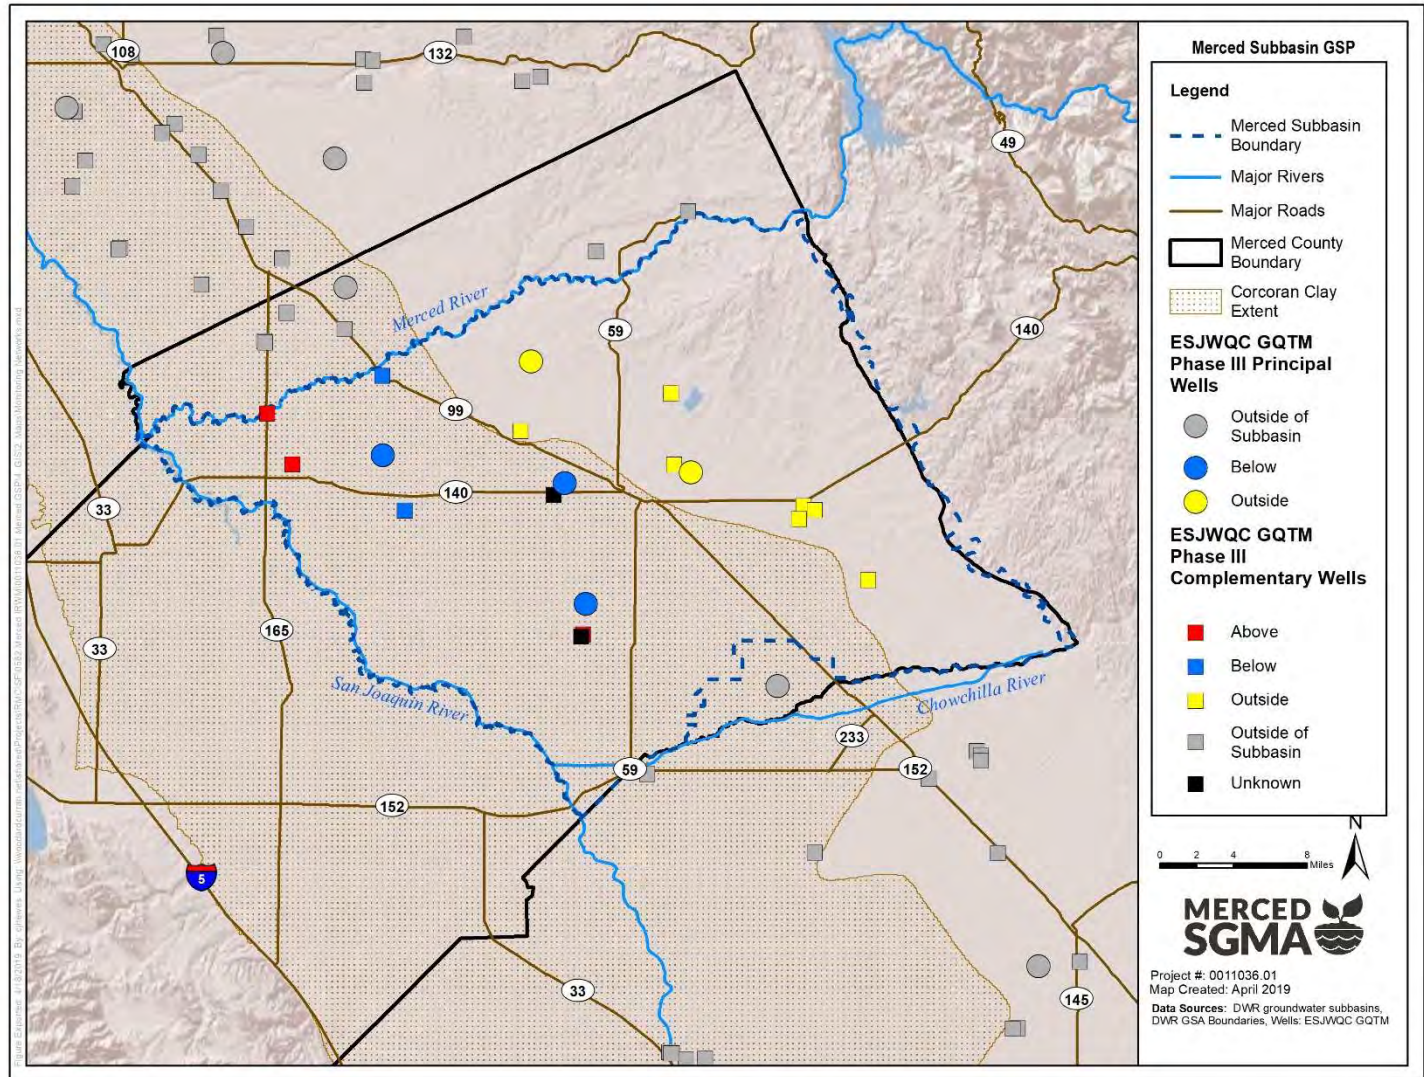 Merced Subbasin GSP
Legend
Merced Subbasin
Boundary
Major Rivers
Major Roads
Merced County
Boundary
Corcoran Clay
Extent
ESJWQC GQTM
Phase III Principal
Wells
Outside of
Subbasin
Below
Outside
ESJWQC GQTM
Phase III
Complementary Wells
Above
Below
Outside
Outside of
Subbasin
Unknown
N
0 2 4 8
Miles
MERCED
SGMA
Project #: 0011036.01
Map Created: April 2019
Data Sources: DWR groundwater subbasins,
DWR GSA Boundaries, Wells: ESJWQC GQTM
108
132
49
Merced River
59
140
99
140
33
165
33
San Joaquin River
Chowchilla River
233
59
152
152
5
33
145